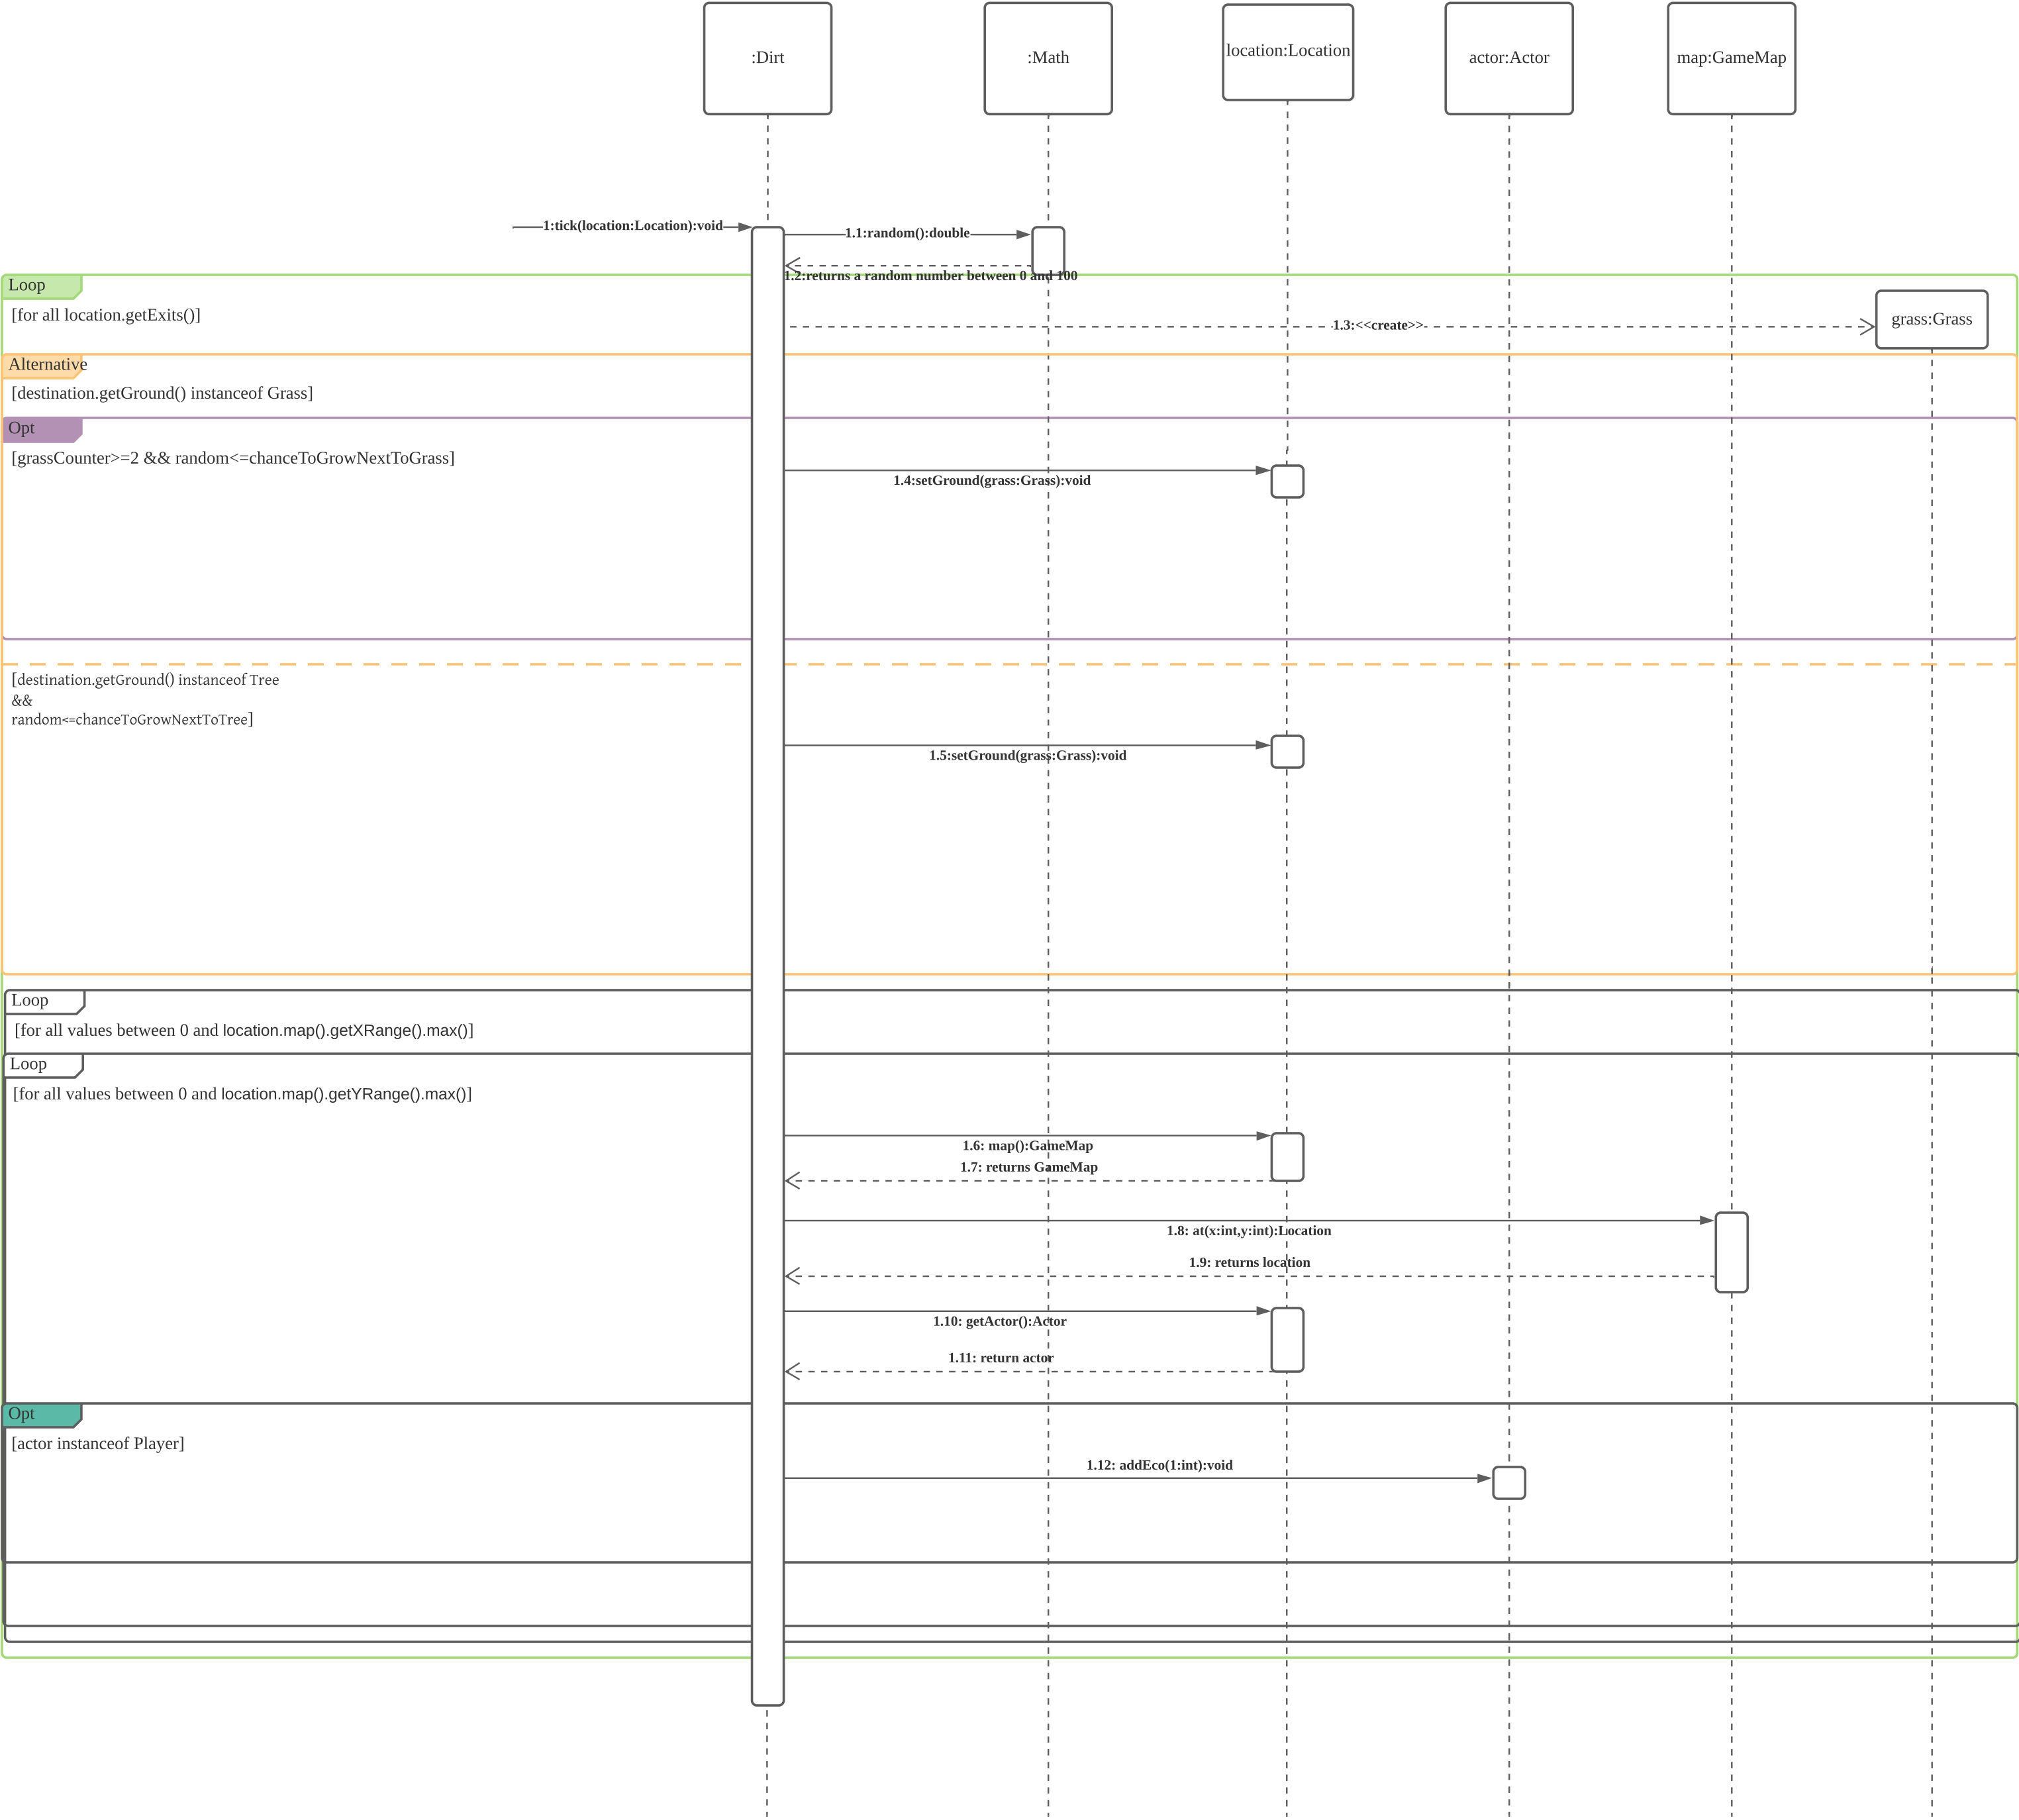 :Dirt
:Math
location:Location
actor:Actor
map:GameMap
1:tick(location:Location):void
1.1:random():double
1.2:returns a random number between 0 and 100
Loop
[for all location.getExits()]
grass:Grass
1.3:<<create>>
Alternative
[destination.getGround() instanceof Grass]
Opt
[grassCounter>=2 && random<=chanceToGrowNextToGrass]
1.4:setGround(grass:Grass):void
[destination.getGround() instanceof Tree
&&
random<=chanceToGrowNextToTree]
1.5:setGround(grass:Grass):void
Loop
[for all values between 0 and location.map().getXRange().max()]
Loop
[for all values between 0 and location.map().getYRange().max()]
1.6: map():GameMap
1.7: returns GameMap
1.8: at(x:int,y:int):Location
1.9: returns location
1.10: getActor():Actor
1.11: return actor
Opt
[actor instanceof Player]
1.12: addEco(1:int):void